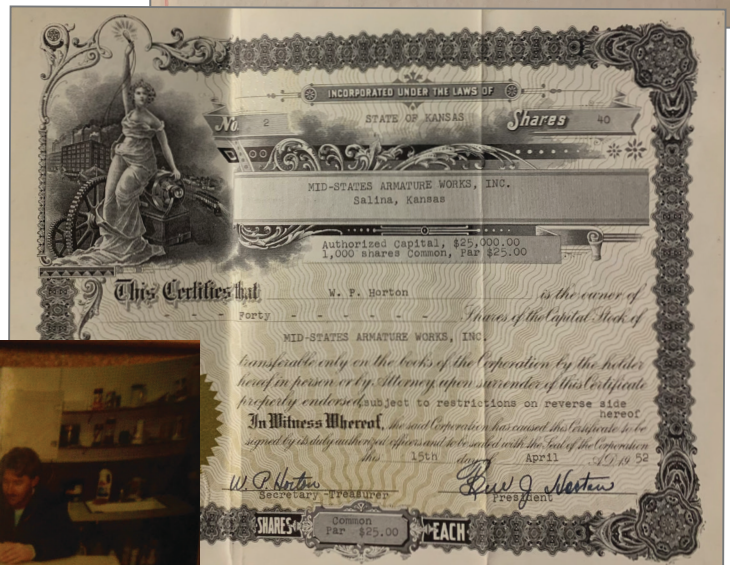 INCORPORATED UNDER THE LAWS OF
No. 2 STATE OF KANSAS Shares 40
MID-STATES ARMATURE WORKS, INC.
Salina, Kansas
Authorized Capital, $25,000.00
1,000 shares Common, Par $25.00
This Certifies that W. P. Horton is the owner of
- - - Forty - - - - - - Shares of the Capital Stock of
MID-STATES ARMATURE WORKS, INC.
transferable only on the books of the Corporation by the holder
hereof in person or by Attorney upon surrender of this Certificate
properly endorsed, subject to restrictions on reverse side
hereof
In Witness Whereof, the said Corporation has caused this Certificate to be
signed by its duly authorized officers and to be sealed with the Seal of the Corporation
this 15th day of April A.D. 19 52
W. P. Horton J.
Secretary-Treasurer President
SHARES Common EACH
Par $25.00